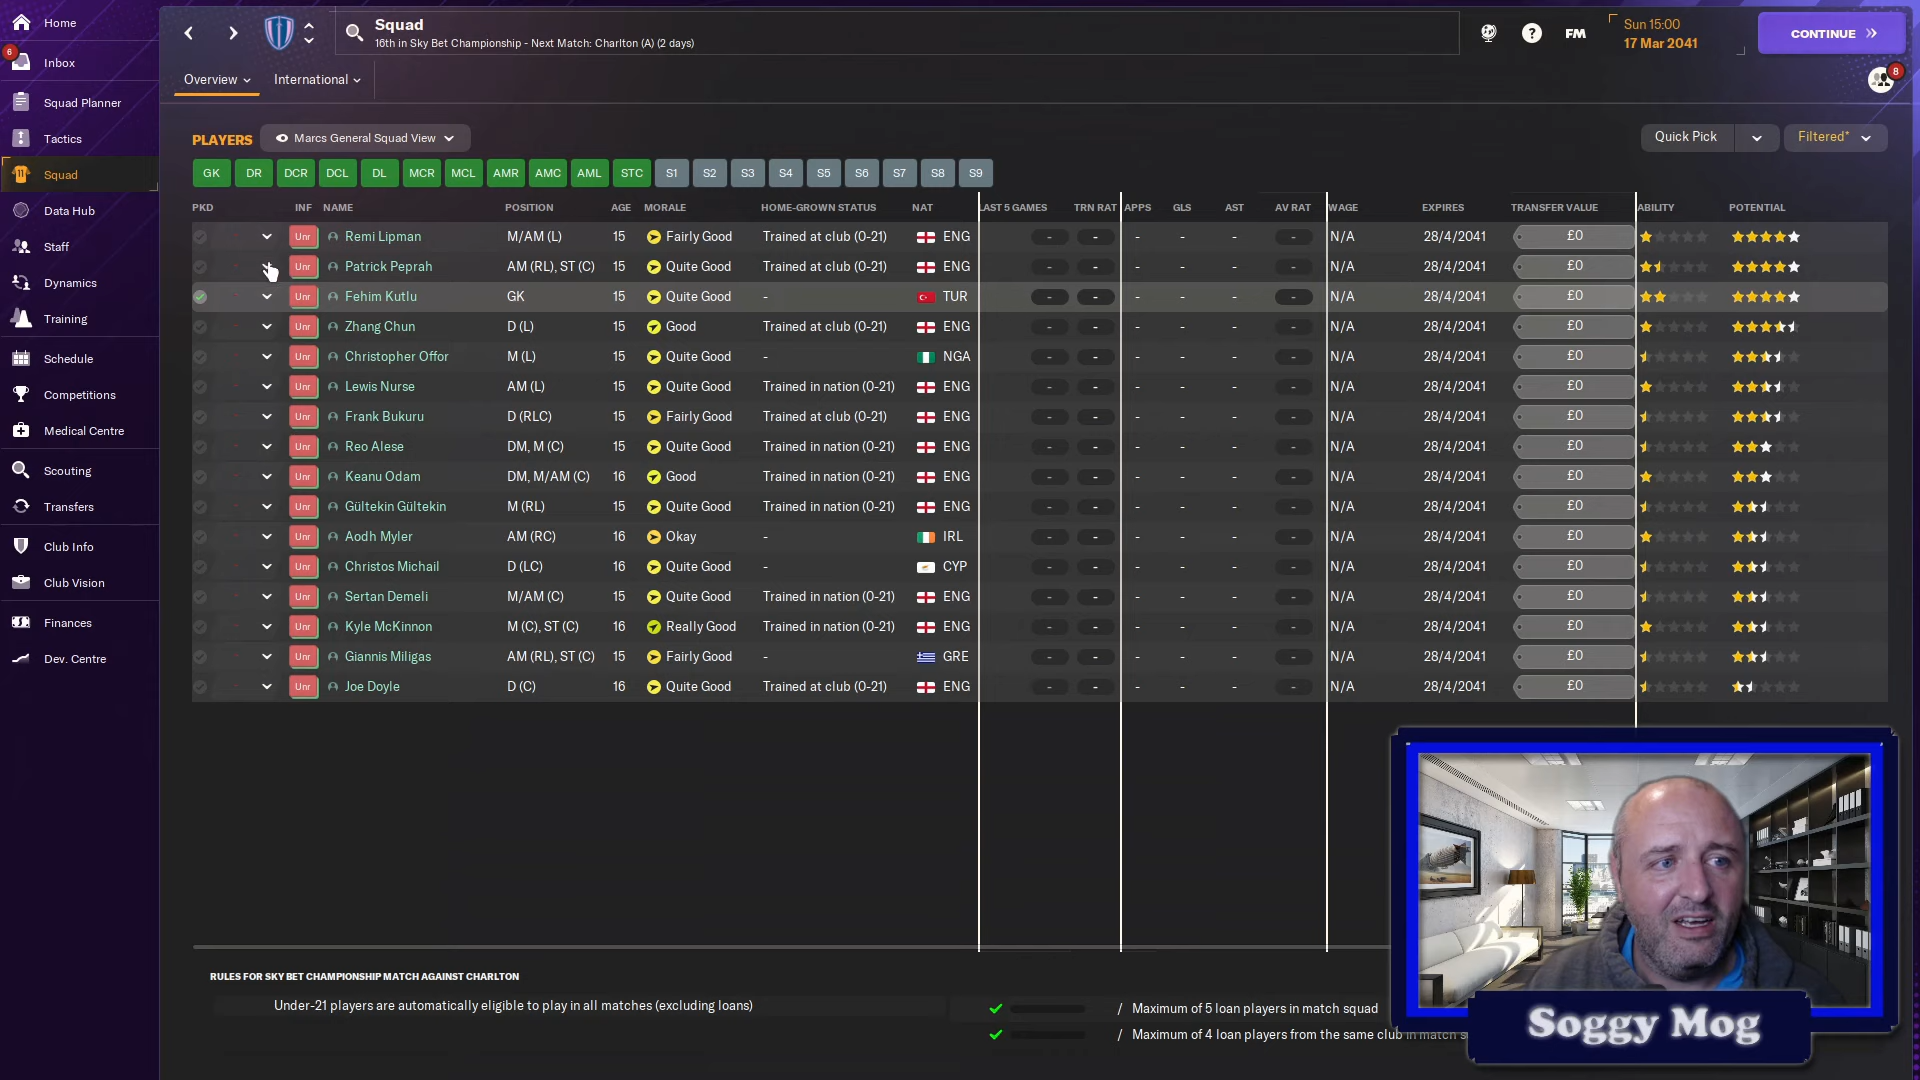 Home
6
Inbox
Squad Planner
Tactics
Squad
Data Hub
Staff
Dynamics
Training
Schedule
Competitions
Medical Centre
Scouting
Transfers
Club Info
Club Vision
Finances
Dev. Centre
Squad
16th in Sky Bet Championship - Next Match: Charlton (A) (2 days)
FM
Sun 15:00
17 Mar 2041
CONTINUE
8
Overview International
PLAYERS Marcs General Squad View Quick Pick Filtered*
GK DR DCR DCL DL MCR MCL AMR AMC AML STC S1 S2 S3 S4 S5 S6 S7 S8 S9
PKD INF NAME POSITION AGE MORALE HOME-GROWN STATUS NAT LAST 5 GAMES TRN RAT APPS GLS AST AV RAT WAGE EXPIRES TRANSFER VALUE ABILITY POTENTIAL
Unr Remi Lipman M/AM (L) 15 Fairly Good Trained at club (0-21) ENG - - - - - - N/A 28/4/2041 £0
Unr Patrick Peprah AM (RL), ST (C) 15 Quite Good Trained at club (0-21) ENG - - - - - - N/A 28/4/2041 £0
Unr Fehim Kutlu GK 15 Quite Good - TUR - - - - - - N/A 28/4/2041 £0
Unr Zhang Chun D (L) 15 Good Trained at club (0-21) ENG - - - - - - N/A 28/4/2041 £0
Unr Christopher Offor M (L) 15 Quite Good - NGA - - - - - - N/A 28/4/2041 £0
Unr Lewis Nurse AM (L) 15 Quite Good Trained in nation (0-21) ENG - - - - - - N/A 28/4/2041 £0
Unr Frank Bukuru D (RLC) 15 Fairly Good Trained at club (0-21) ENG - - - - - - N/A 28/4/2041 £0
Unr Reo Alese DM, M (C) 15 Quite Good Trained in nation (0-21) ENG - - - - - - N/A 28/4/2041 £0
Unr Keanu Odam DM, M/AM (C) 16 Good Trained in nation (0-21) ENG - - - - - - N/A 28/4/2041 £0
Unr Gültekin Gültekin M (RL) 15 Quite Good Trained in nation (0-21) ENG - - - - - - N/A 28/4/2041 £0
Unr Aodh Myler AM (RC) 16 Okay - IRL - - - - - - N/A 28/4/2041 £0
Unr Christos Michail D (LC) 16 Quite Good - CYP - - - - - - N/A 28/4/2041 £0
Unr Sertan Demeli M/AM (C) 15 Quite Good Trained in nation (0-21) ENG - - - - - - N/A 28/4/2041 £0
Unr Kyle McKinnon M (C), ST (C) 16 Really Good Trained in nation (0-21) ENG - - - - - - N/A 28/4/2041 £0
Unr Giannis Miligas AM (RL), ST (C) 15 Fairly Good - GRE - - - - - - N/A 28/4/2041 £0
Unr Joe Doyle D (C) 16 Quite Good Trained at club (0-21) ENG - - - - - - N/A 28/4/2041 £0
RULES FOR SKY BET CHAMPIONSHIP MATCH AGAINST CHARLTON
Under-21 players are automatically eligible to play in all matches (excluding loans)
/ Maximum of 5 loan players in match squad
/ Maximum of 4 loan players from the same club in match s
Soggy Mog